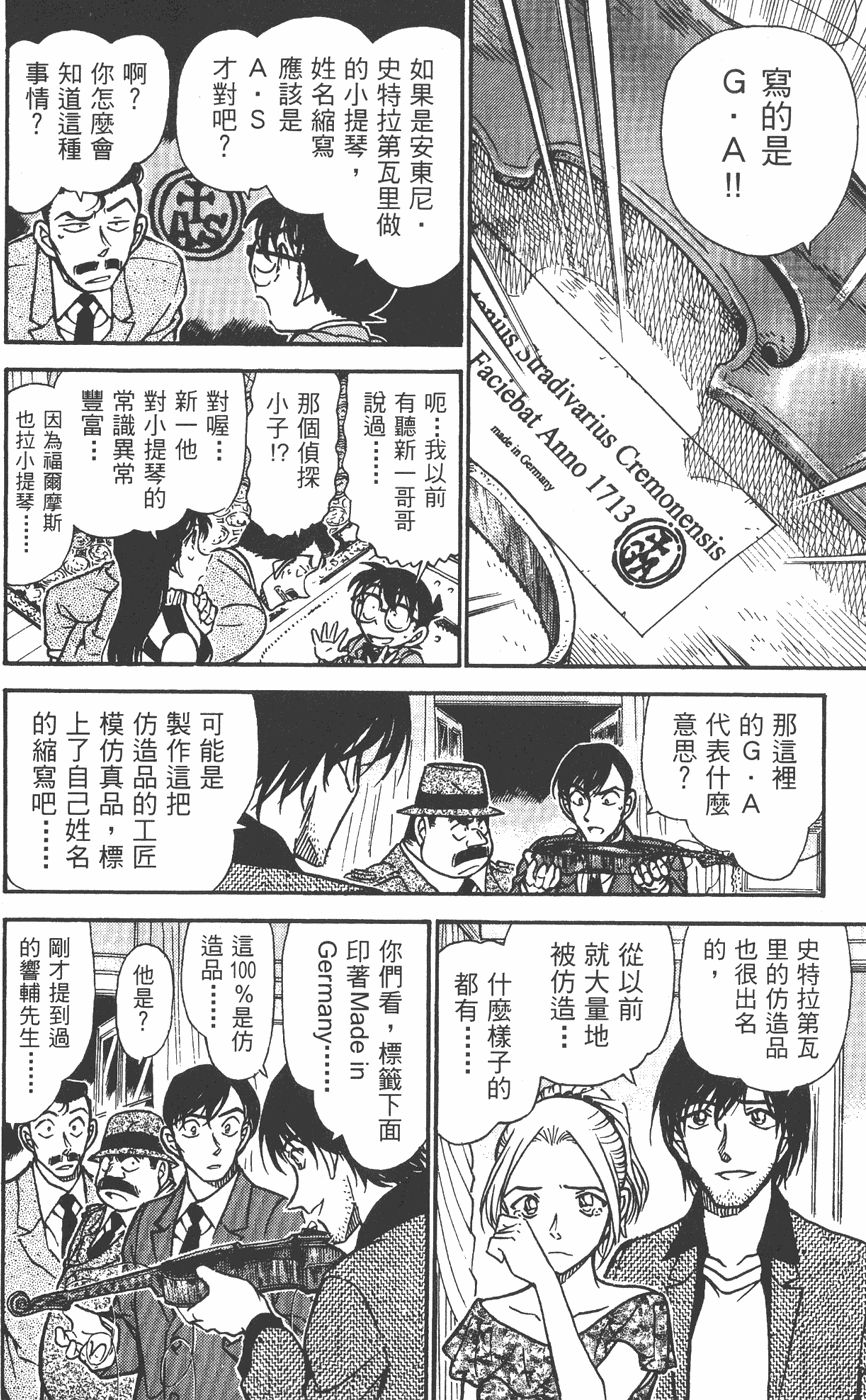 寫的是
G．A!!
tonius Stradivarius Cremonensis
Faciebat Anno 1713
made in Germany
GA
如果是安東尼．
史特拉第瓦里做
的小提琴，
姓名縮寫
應該是
A．S
才對吧？
AS
啊？
你怎麼會
知道這種
事情？
呃…我以前
有聽新一哥哥
說過……
那個偵探
小子!?
對喔…
新一他
對小提琴的
常識異常
豐富…
因為福爾摩斯
也拉小提琴……
那這裡
的G．A
代表什麼
意思？
可能是
製作這把
仿造品的工匠
模仿真品，標
上了自己姓名
的縮寫吧……
史特拉第瓦
里的仿造品
也很出名
的，
從以前
就大量地
被仿造…
什麼樣子的
都有……
你們看，標籤下面
印著Made in
Germany……
這100%是仿
造品……
他是？
剛才提到過
的響輔先生……